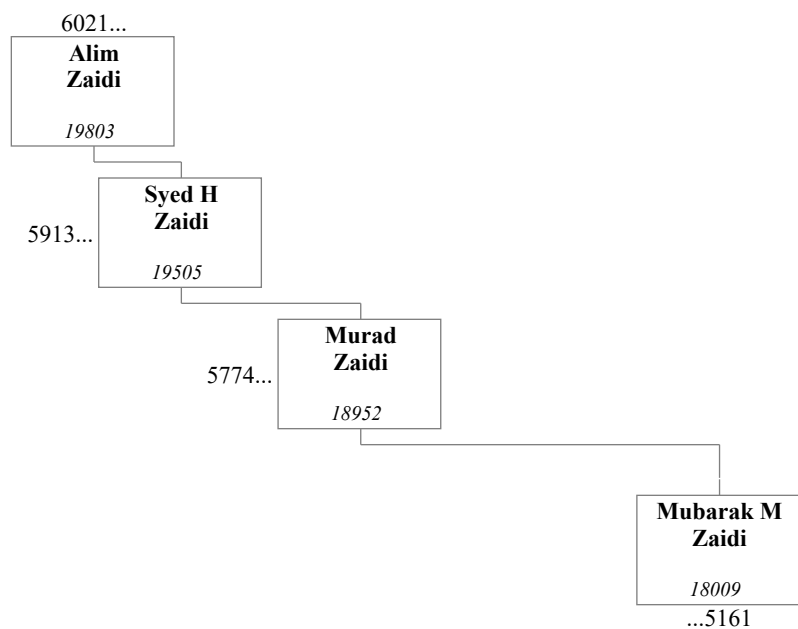 6021...
Alim
Zaidi
19803
Syed H
Zaidi
5913...
19505
Murad
Zaidi
5774...
18952
Mubarak M
Zaidi
18009
...5161